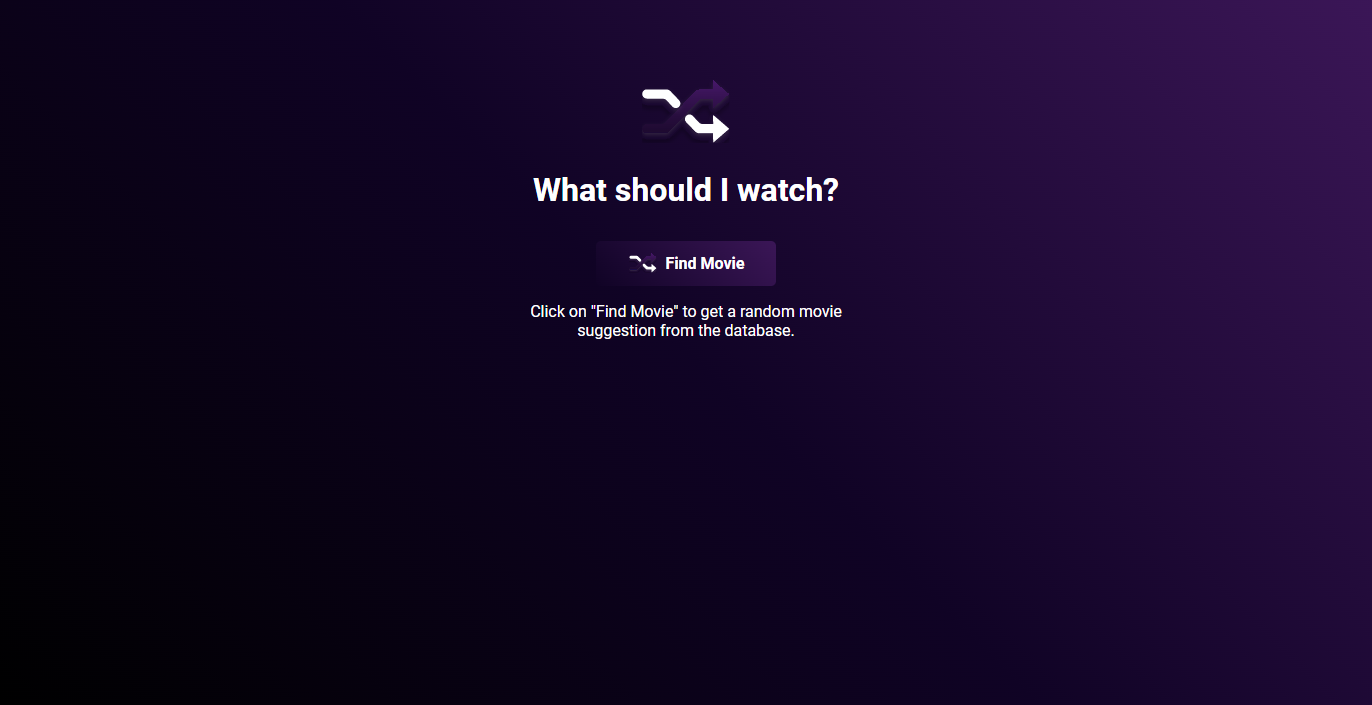 What should I watch?
Find Movie
Click on "Find Movie" to get a random movie
suggestion from the database.